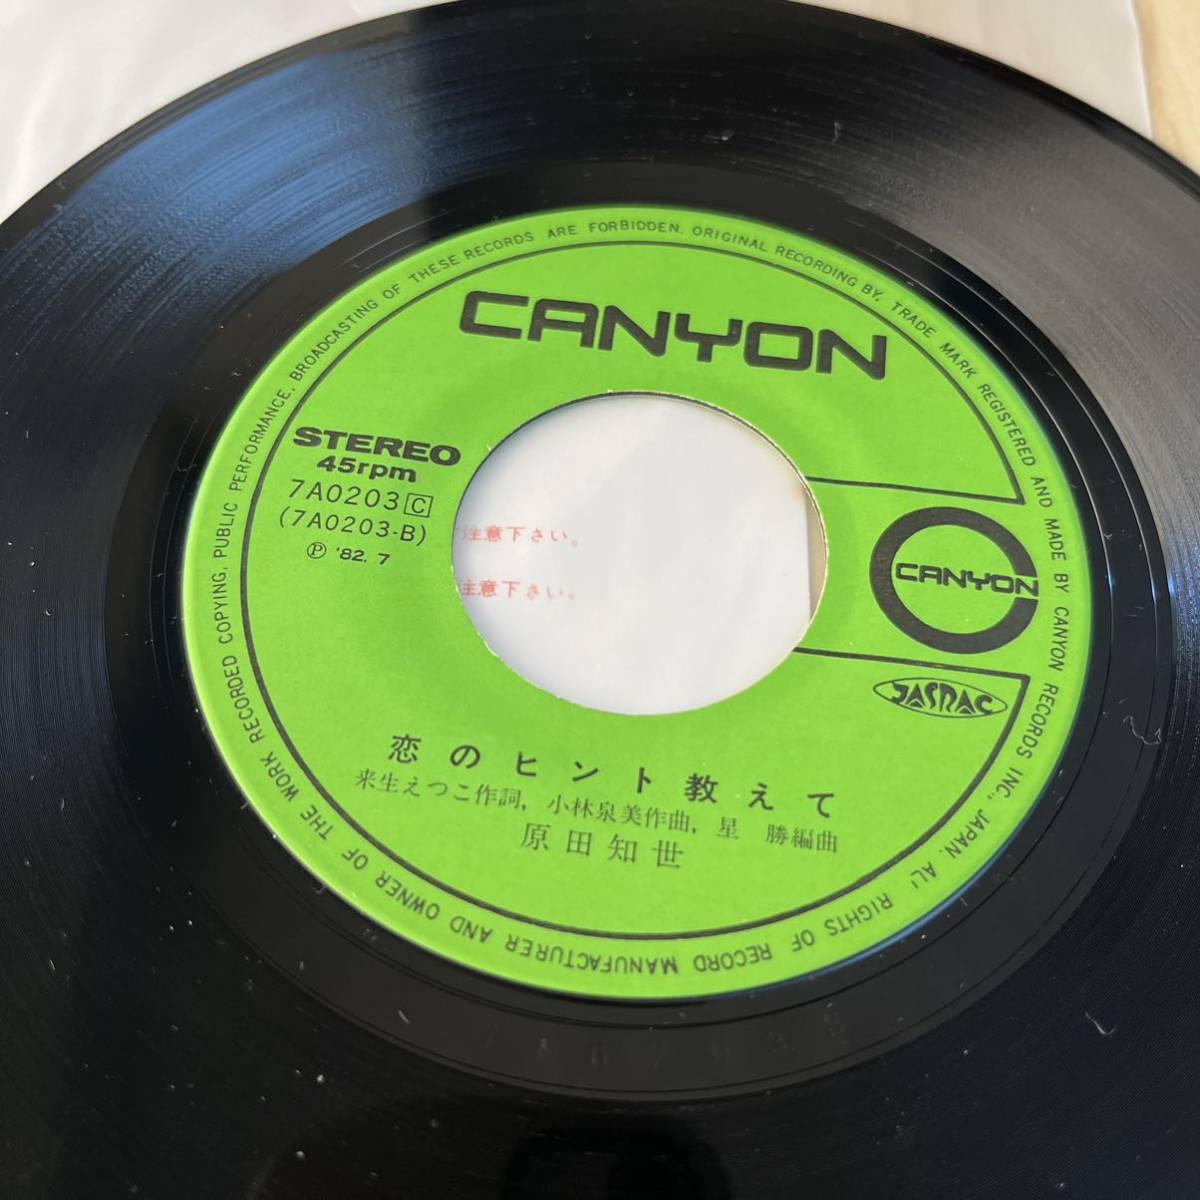 CANYON
STEREO
45rpm
7A0203 C
(7A0203-B)
Ⓟ '82. 7
注意下さい。
注意下さい。
CANYON
JASRAC
恋のヒント教えて
来生えつこ作詞, 小林泉美作曲, 星 勝編曲
原田知世
ALL RIGHTS OF RECORD MANUFACTURER AND OWNER OF THE WORK RECORDED COPYING, PUBLIC PERFORMANCE, BROADCASTING OF THESE RECORDS ARE FORBIDDEN. ORIGINAL RECORDING BY, TRADE MARK REGISTERED AND MADE BY CANYON RECORDS INC., JAPAN.